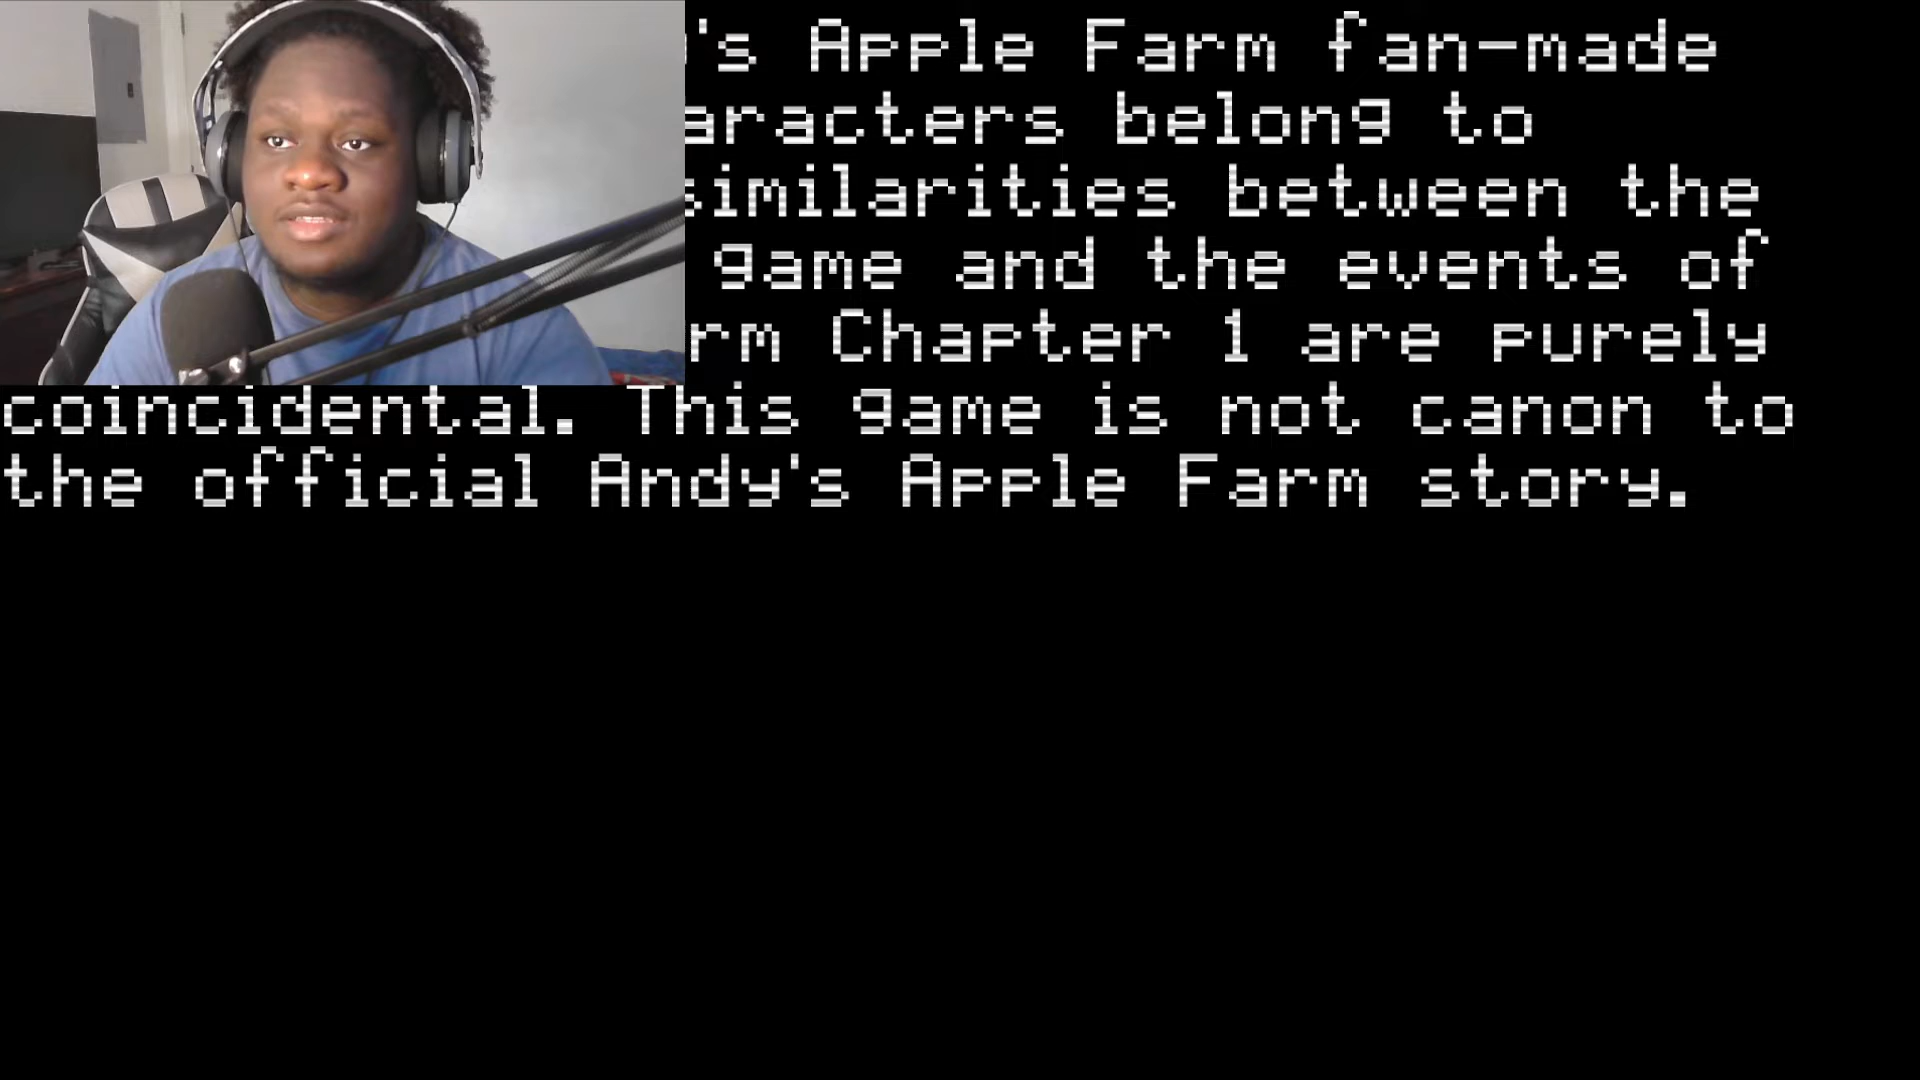 's Apple Farm fan-made
aracters belong to
similarities between the
game and the events of
rm Chapter 1 are purely
coincidental. This game is not canon to
the official Andy's Apple Farm story.